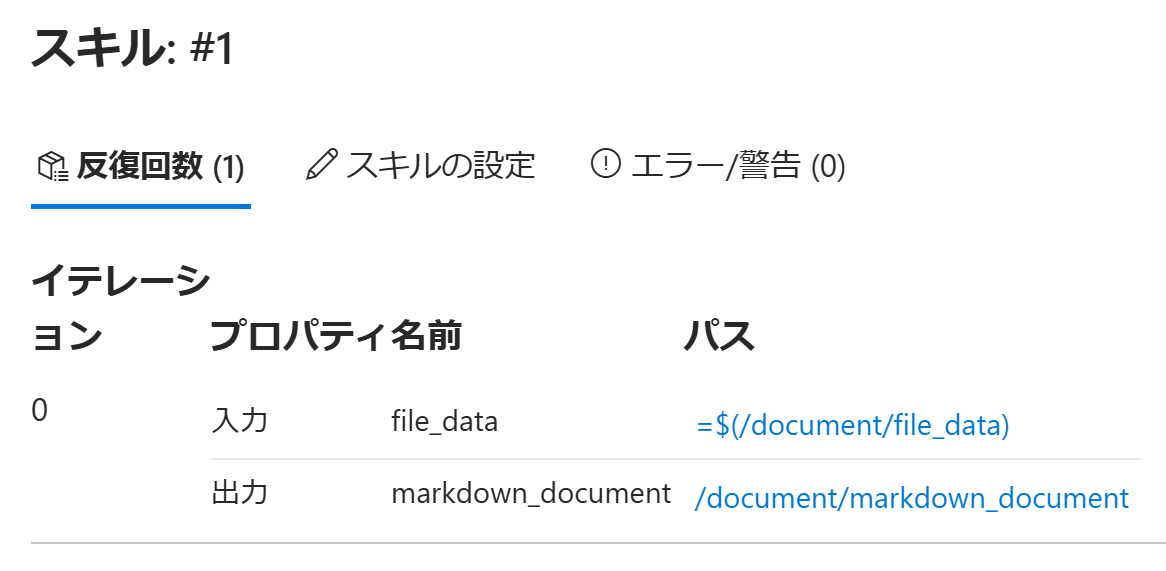 スキル: #1
反復回数 (1) スキルの設定 エラー/警告 (0)
イテレーシ
ョン プロパティ 名前 パス
0 入力 file_data =$(/document/file_data)
出力 markdown_document /document/markdown_document